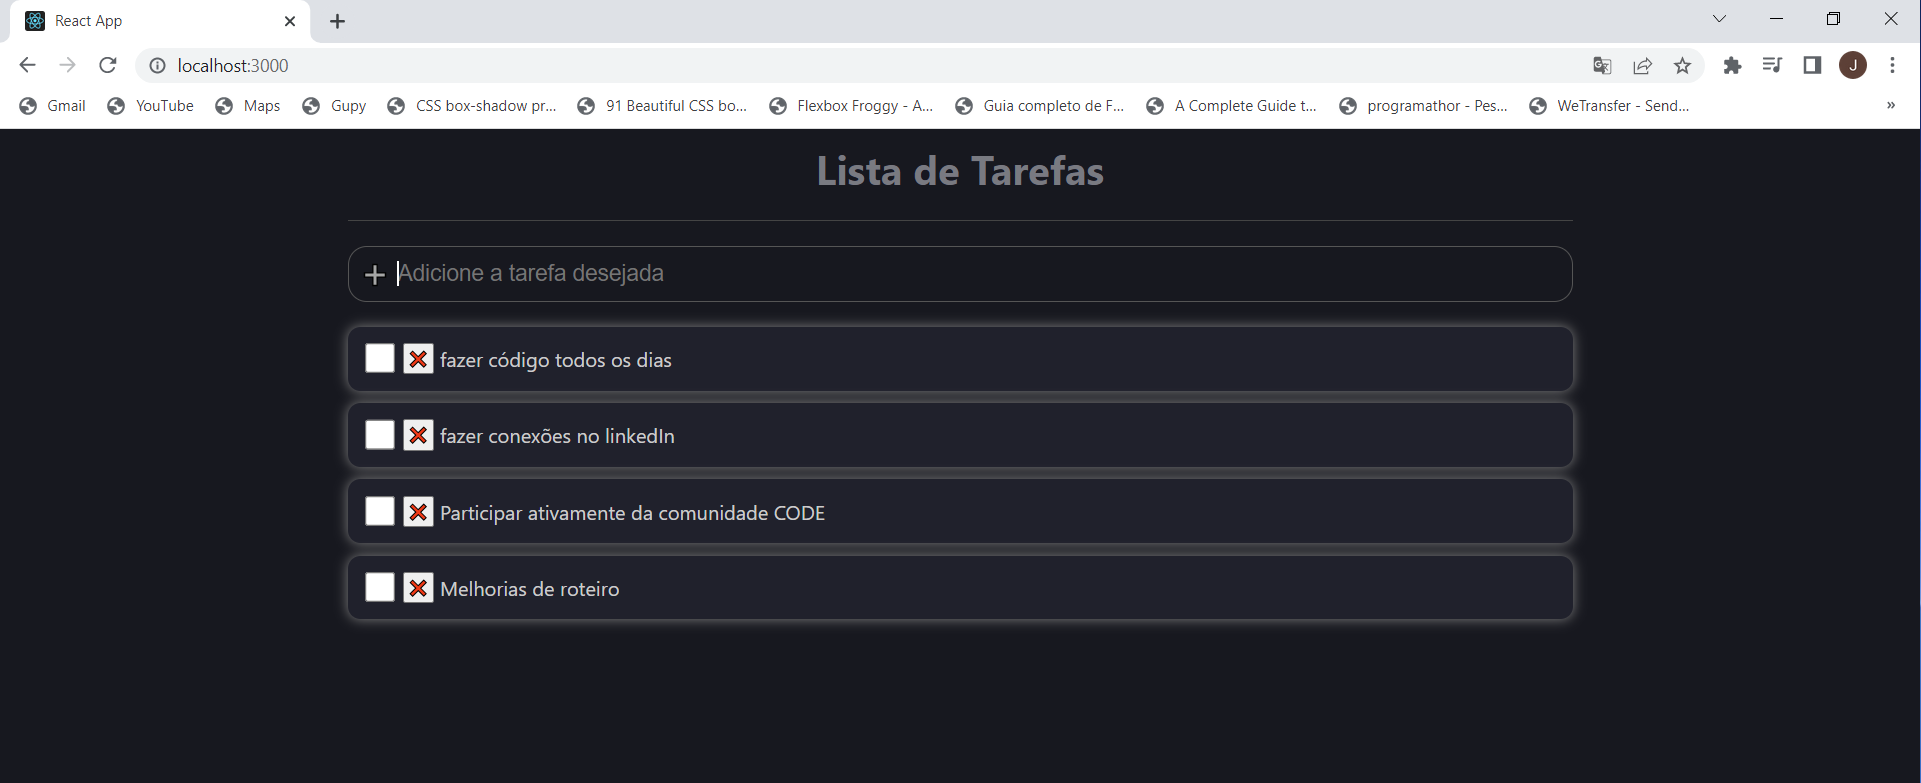 React App
localhost:3000
J
Gmail YouTube Maps Gupy CSS box-shadow pr... 91 Beautiful CSS bo... Flexbox Froggy - A... Guia completo de F... A Complete Guide t... programathor - Pes... WeTransfer - Send... »
Lista de Tarefas
Adicione a tarefa desejada
fazer código todos os dias
fazer conexões no linkedIn
Participar ativamente da comunidade CODE
Melhorias de roteiro